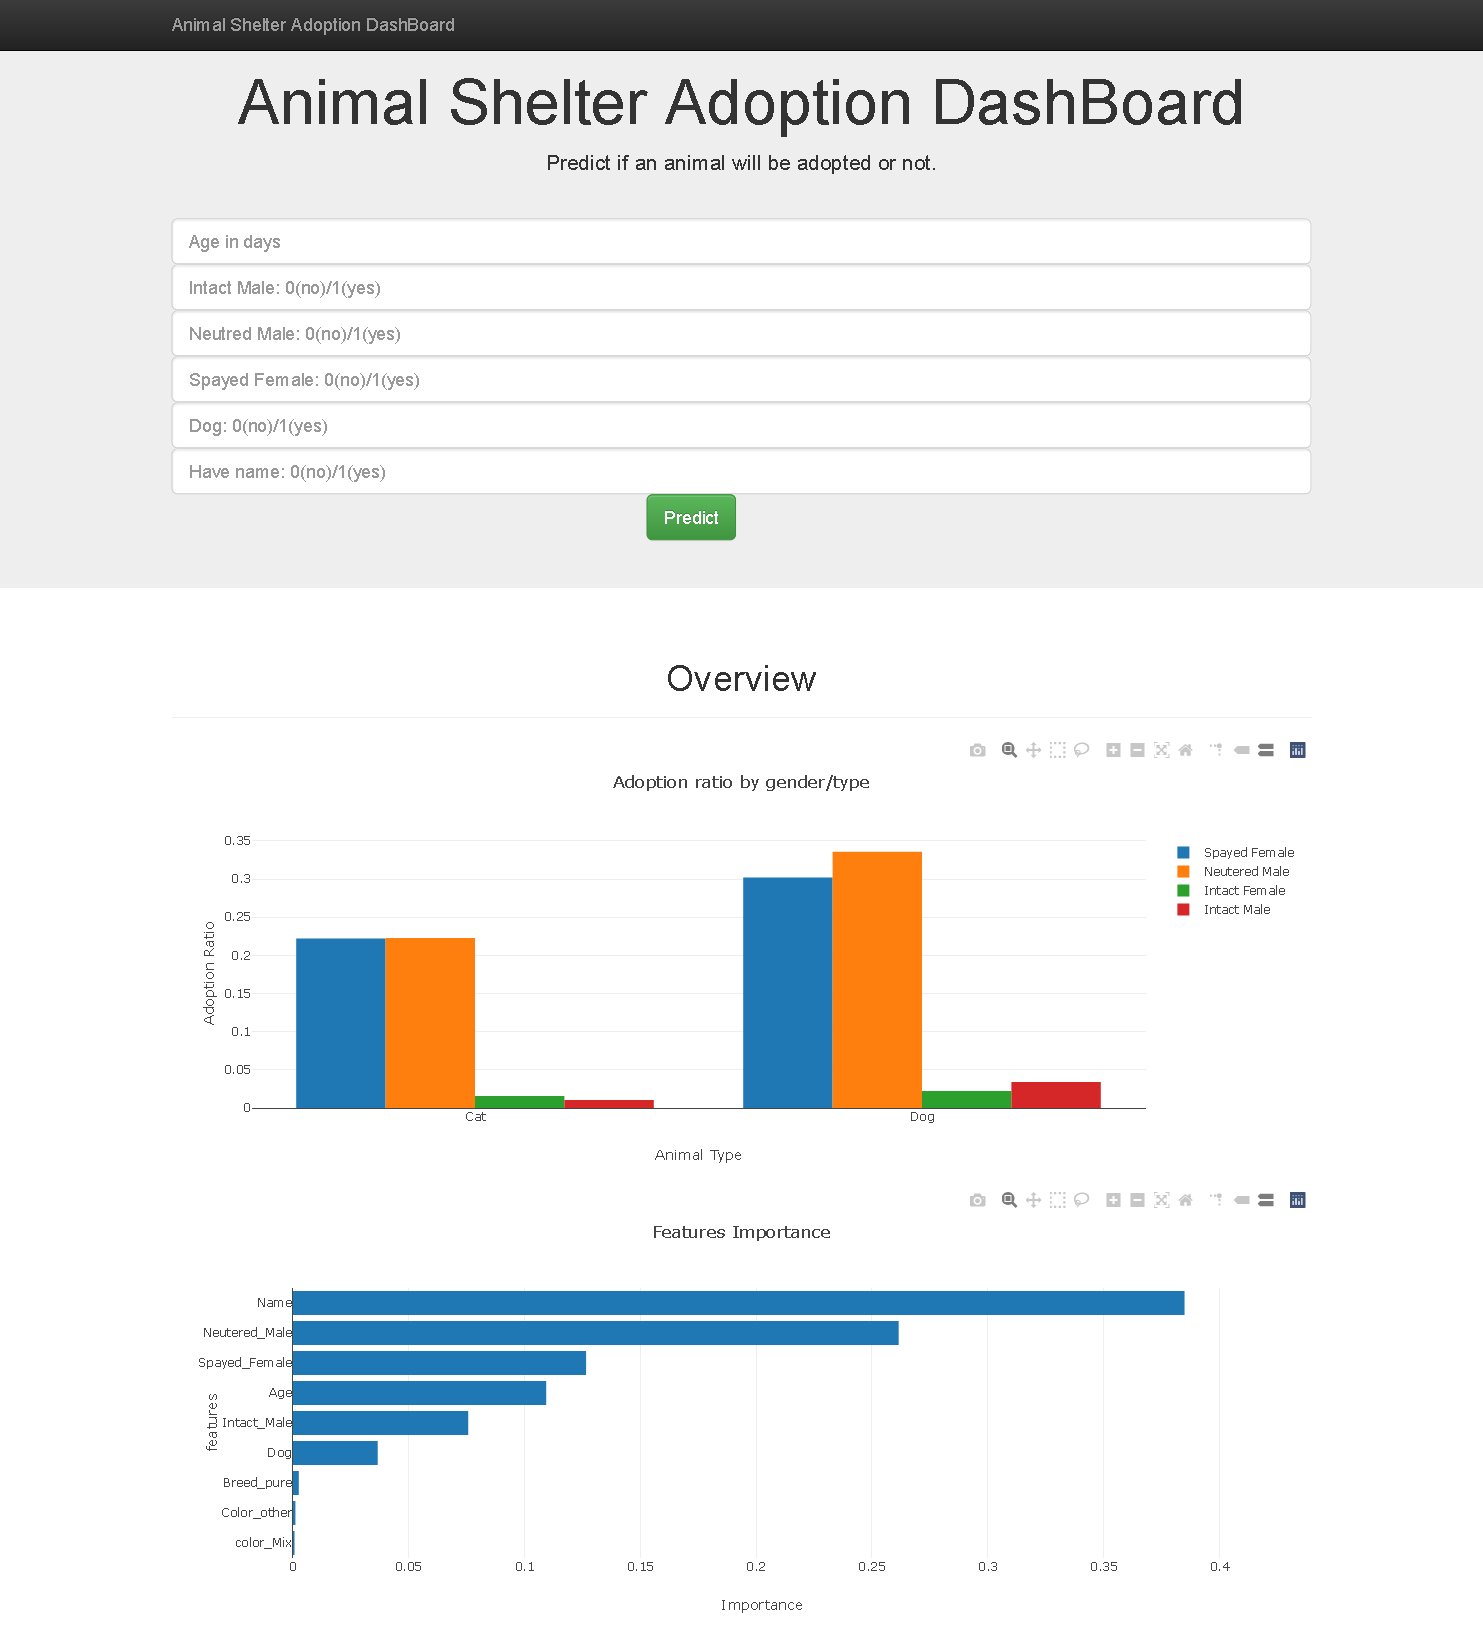 Animal Shelter Adoption DashBoard
Animal Shelter Adoption DashBoard
Predict if an animal will be adopted or not.
Age in days
Intact Male: 0(no)/1(yes)
Neutred Male: 0(no)/1(yes)
Spayed Female: 0(no)/1(yes)
Dog: 0(no)/1(yes)
Have name: 0(no)/1(yes)
Predict
Overview
Adoption ratio by gender/type
Adoption Ratio
0.35
0.3
0.25
0.2
0.15
0.1
0.05
0
Cat
Dog
Animal Type
Spayed Female
Neutered Male
Intact Female
Intact Male
Features Importance
features
Name
Neutered_Male
Spayed_Female
Age
Intact_Male
Dog
Breed_pure
Color_other
color_Mix
0
0.05
0.1
0.15
0.2
0.25
0.3
0.35
0.4
Importance